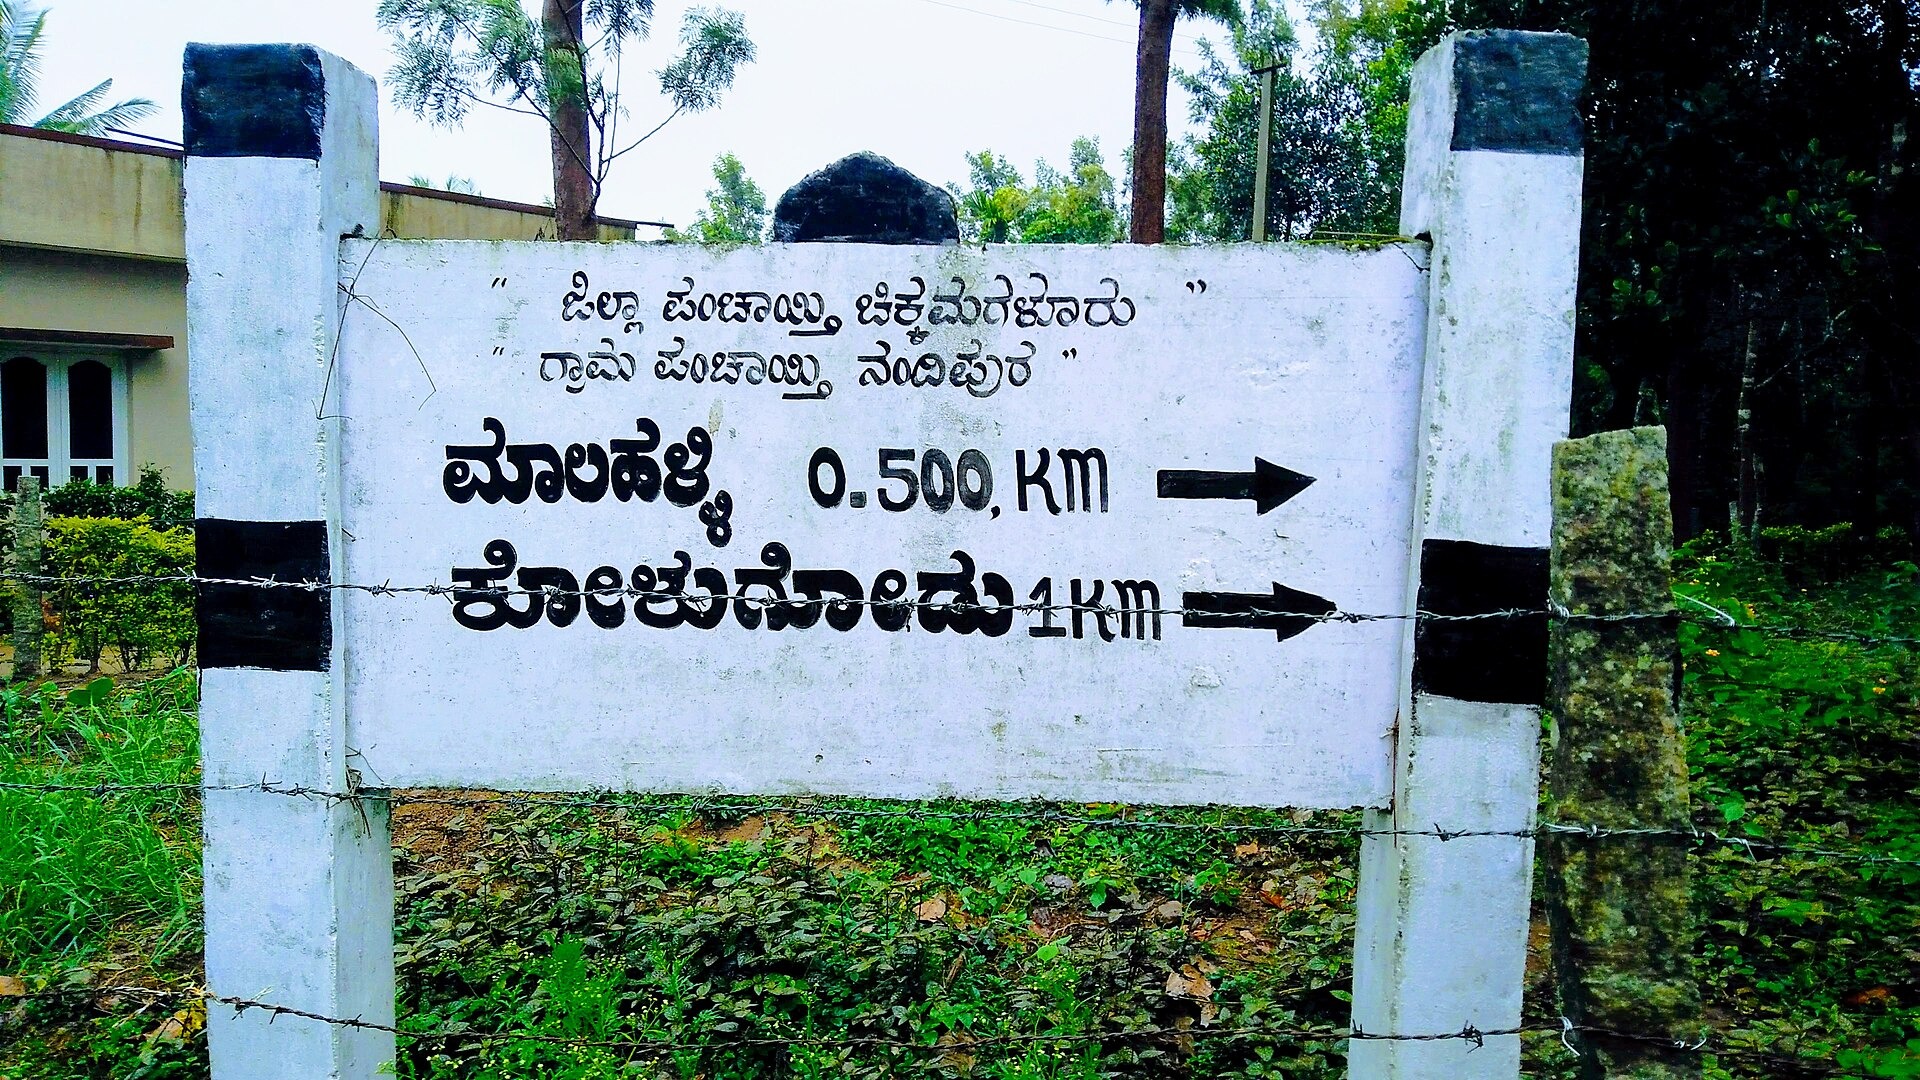 " ಜಿಲ್ಲಾ ಪಂಚಾಯ್ತಿ ಚಿಕ್ಕಮಗಳೂರು "
" ಗ್ರಾಮ ಪಂಚಾಯ್ತಿ ನಂದಿಪುರ "
ಮಾಲಹಳ್ಳಿ 0.500, KM
ಕೋಳುಗೋಡು 1KM